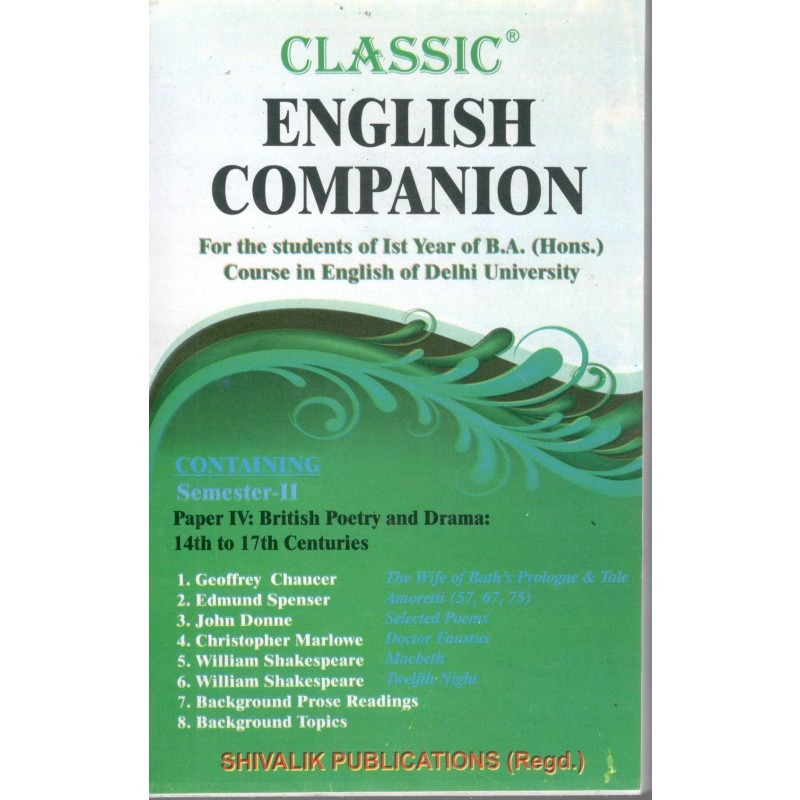 CLASSIC®
ENGLISH
COMPANION
For the students of Ist Year of B.A. (Hons.)
Course in English of Delhi University
CONTAINING
Semester-II
Paper IV: British Poetry and Drama:
14th to 17th Centuries
1. Geoffrey Chaucer The Wife of Bath's Prologue & Tale
2. Edmund Spenser Amoretti (57, 67, 75)
3. John Donne Selected Poems
4. Christopher Marlowe Doctor Faustus
5. William Shakespeare Macbeth
6. William Shakespeare Twelfth Night
7. Background Prose Readings
8. Background Topics
SHIVALIK PUBLICATIONS (Regd.)